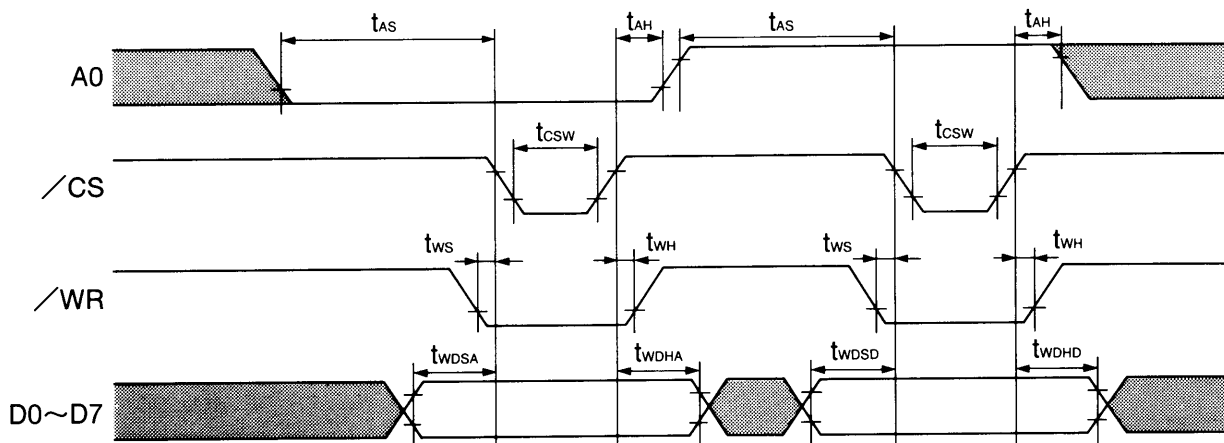 tAS tAH tAS tAH
A0
tCSW tCSW
/CS
tWS tWH tWS tWH
/WR
tWDSA tWDHA tWDSD tWDHD
D0~D7